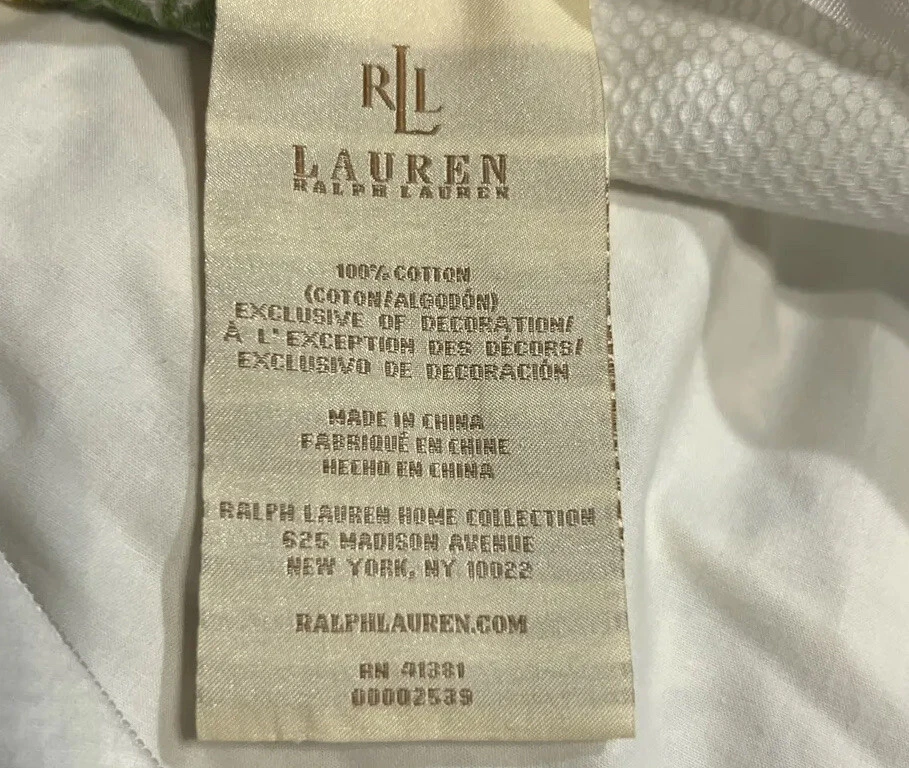 RLL
LAUREN
RALPH LAUREN
100% COTTON
(COTON/ALGODÓN)
EXCLUSIVE OF DECORATION/
À L'EXCEPTION DES DÉCORS/
EXCLUSIVO DE DECORACIÓN
MADE IN CHINA
FABRIQUÉ EN CHINE
HECHO EN CHINA
RALPH LAUREN HOME COLLECTION
625 MADISON AVENUE
NEW YORK, NY 10022
RALPHLAUREN.COM
RN 41381
00002539